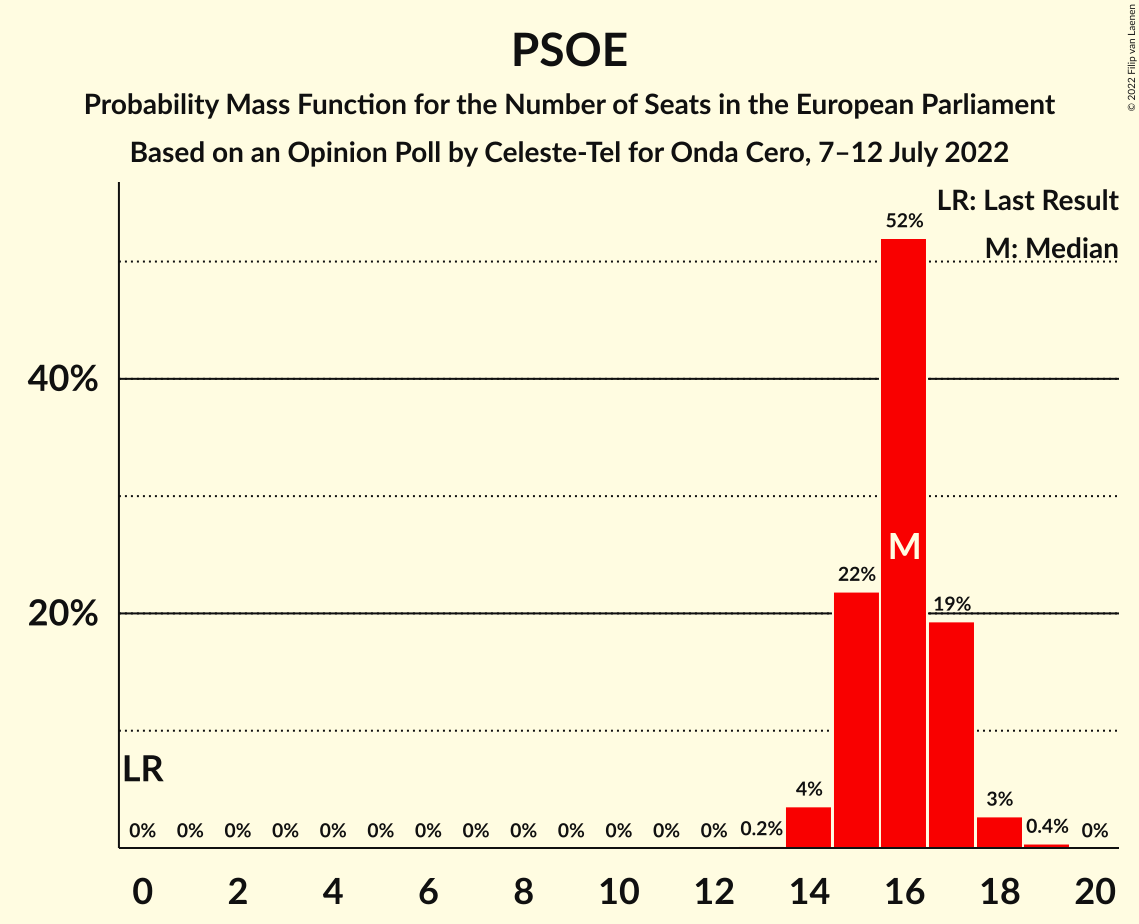 PSOE
Probability Mass Function for the Number of Seats in the European Parliament
Based on an Opinion Poll by Celeste-Tel for Onda Cero, 7–12 July 2022
© 2022 Filip van Laenen
LR: Last Result
M: Median
52%
40%
M
22%
19%
20%
LR
0% 0% 0% 0% 0% 0% 0% 0% 0% 0% 0% 0% 0% 0.2% 4% 3% 0.4% 0%
0 2 4 6 8 10 12 14 16 18 20